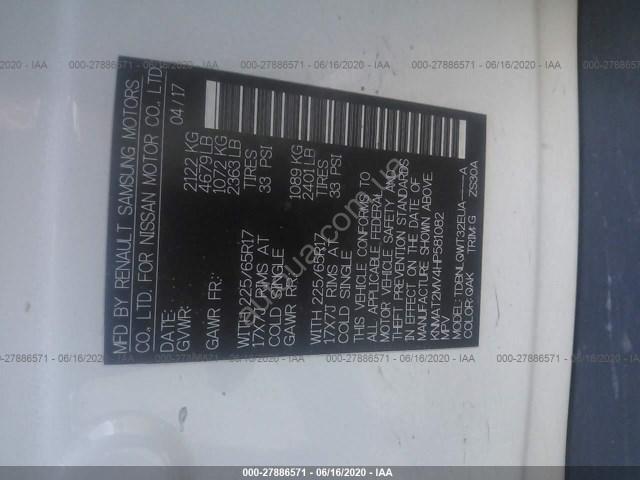 000-27886571 - 06/16/2020 - IAA
MFD BY RENAULT SAMSUNG MOTORS
CO., LTD. FOR NISSAN MOTOR CO., LTD.
DATE: 04/17
GVWR: 2122 KG
4679 LB
GAWR FR: 1072 KG
2363 LB
WITH 225/65R17 TIRES
17X7J RIMS AT 33 PSI
COLD SINGLE
GAWR RR: 1089 KG
2401 LB
WITH 225/65R17 TIRES
17X7J RIMS AT 33 PSI
COLD SINGLE
THIS VEHICLE CONFORMS TO
ALL APPLICABLE FEDERAL
MOTOR VEHICLE SAFETY AND
THEFT PREVENTION STANDARDS
IN EFFECT ON THE DATE OF
MANUFACTURE SHOWN ABOVE.
KNMAT2MV4HP581082
MPV
MODEL: TDBNLGWT32EUA----A
COLOR: QAK TRIM: G ZS30A
000-27886571 - 06/16/2020 - IAA